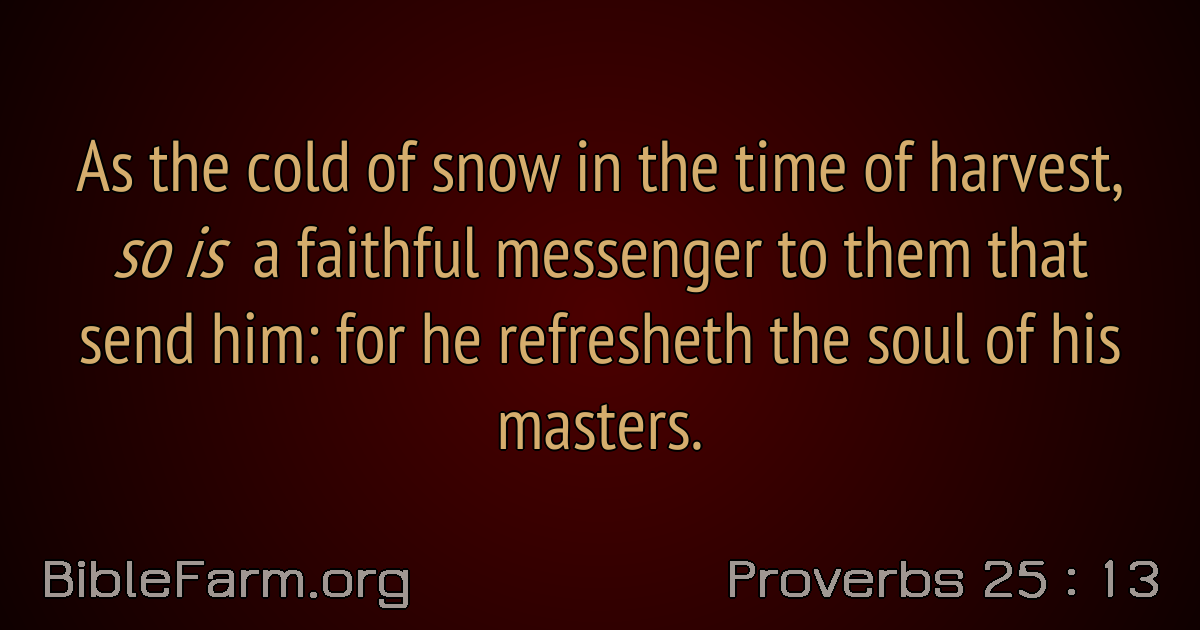 As the cold of snow in the time of harvest,
so is a faithful messenger to them that
send him: for he refresheth the soul of his
masters.
BibleFarm.org
Proverbs 25 : 13